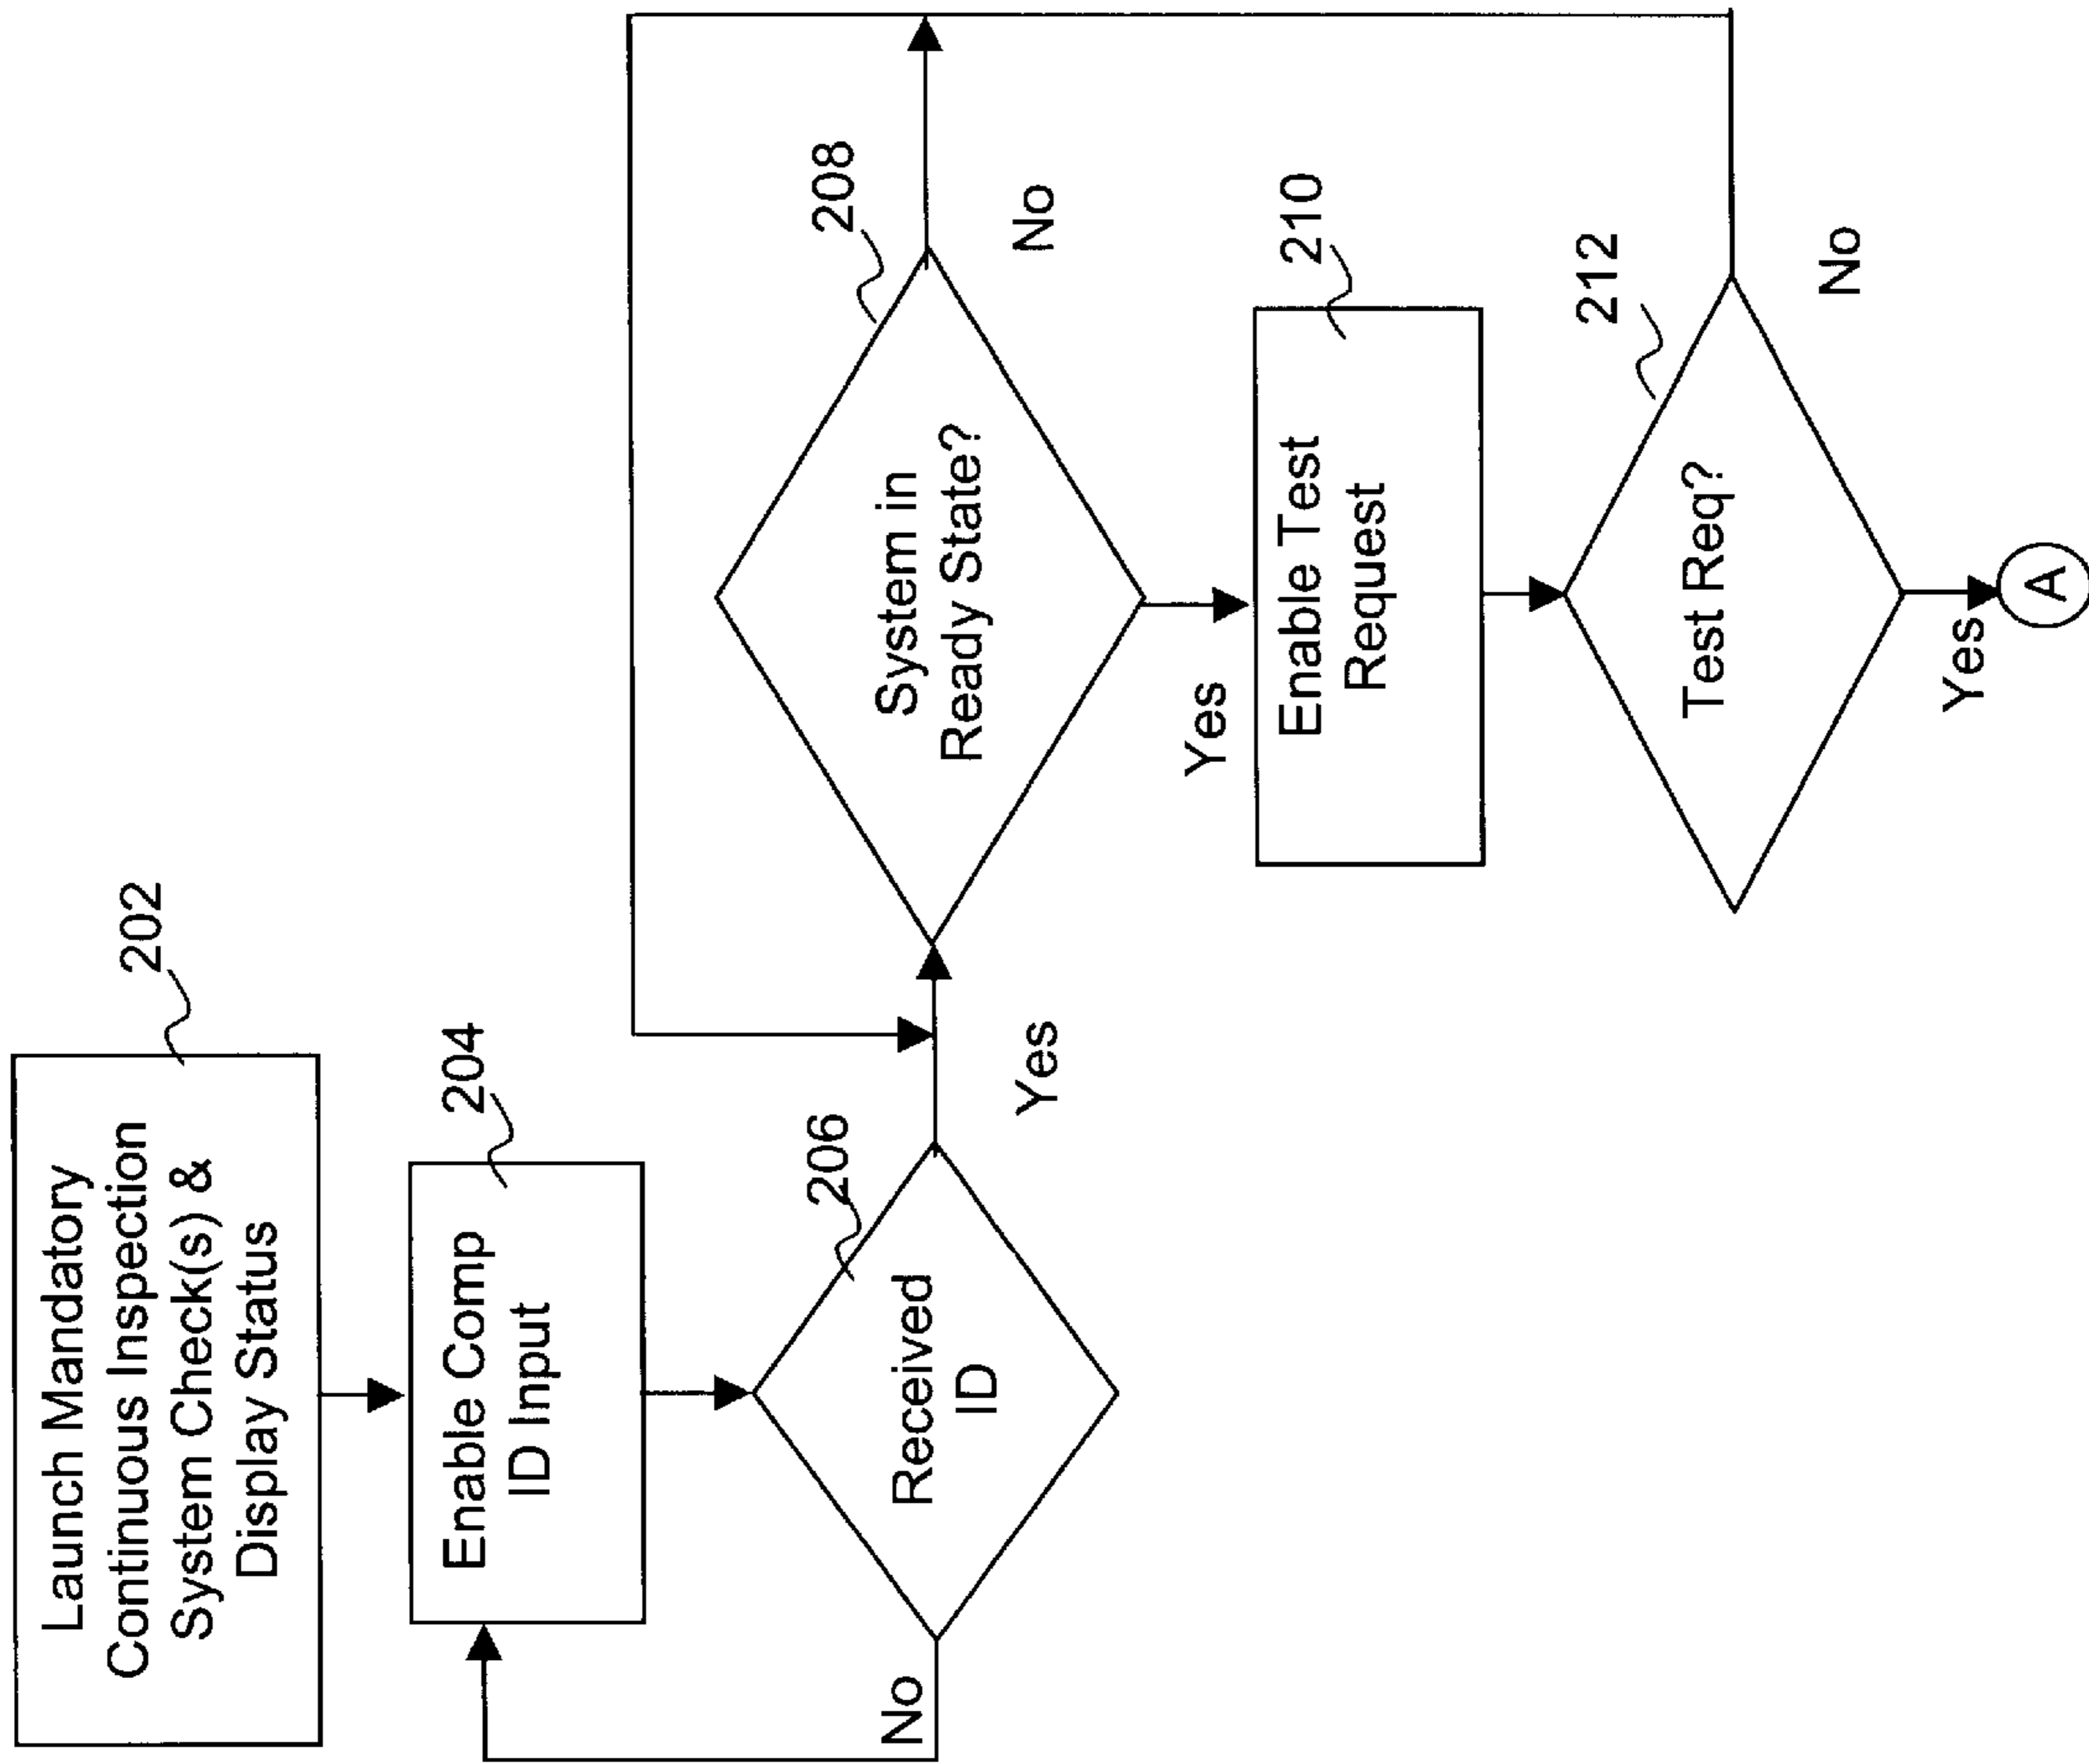 202
Launch Mandatory
Continuous Inspection
System Check(s) &
Display Status
204
Enable Comp
ID Input
206
Received
ID
No
Yes
208
System in
Ready State?
No
Yes
210
Enable Test
Request
212
Test Req?
No
Yes
A